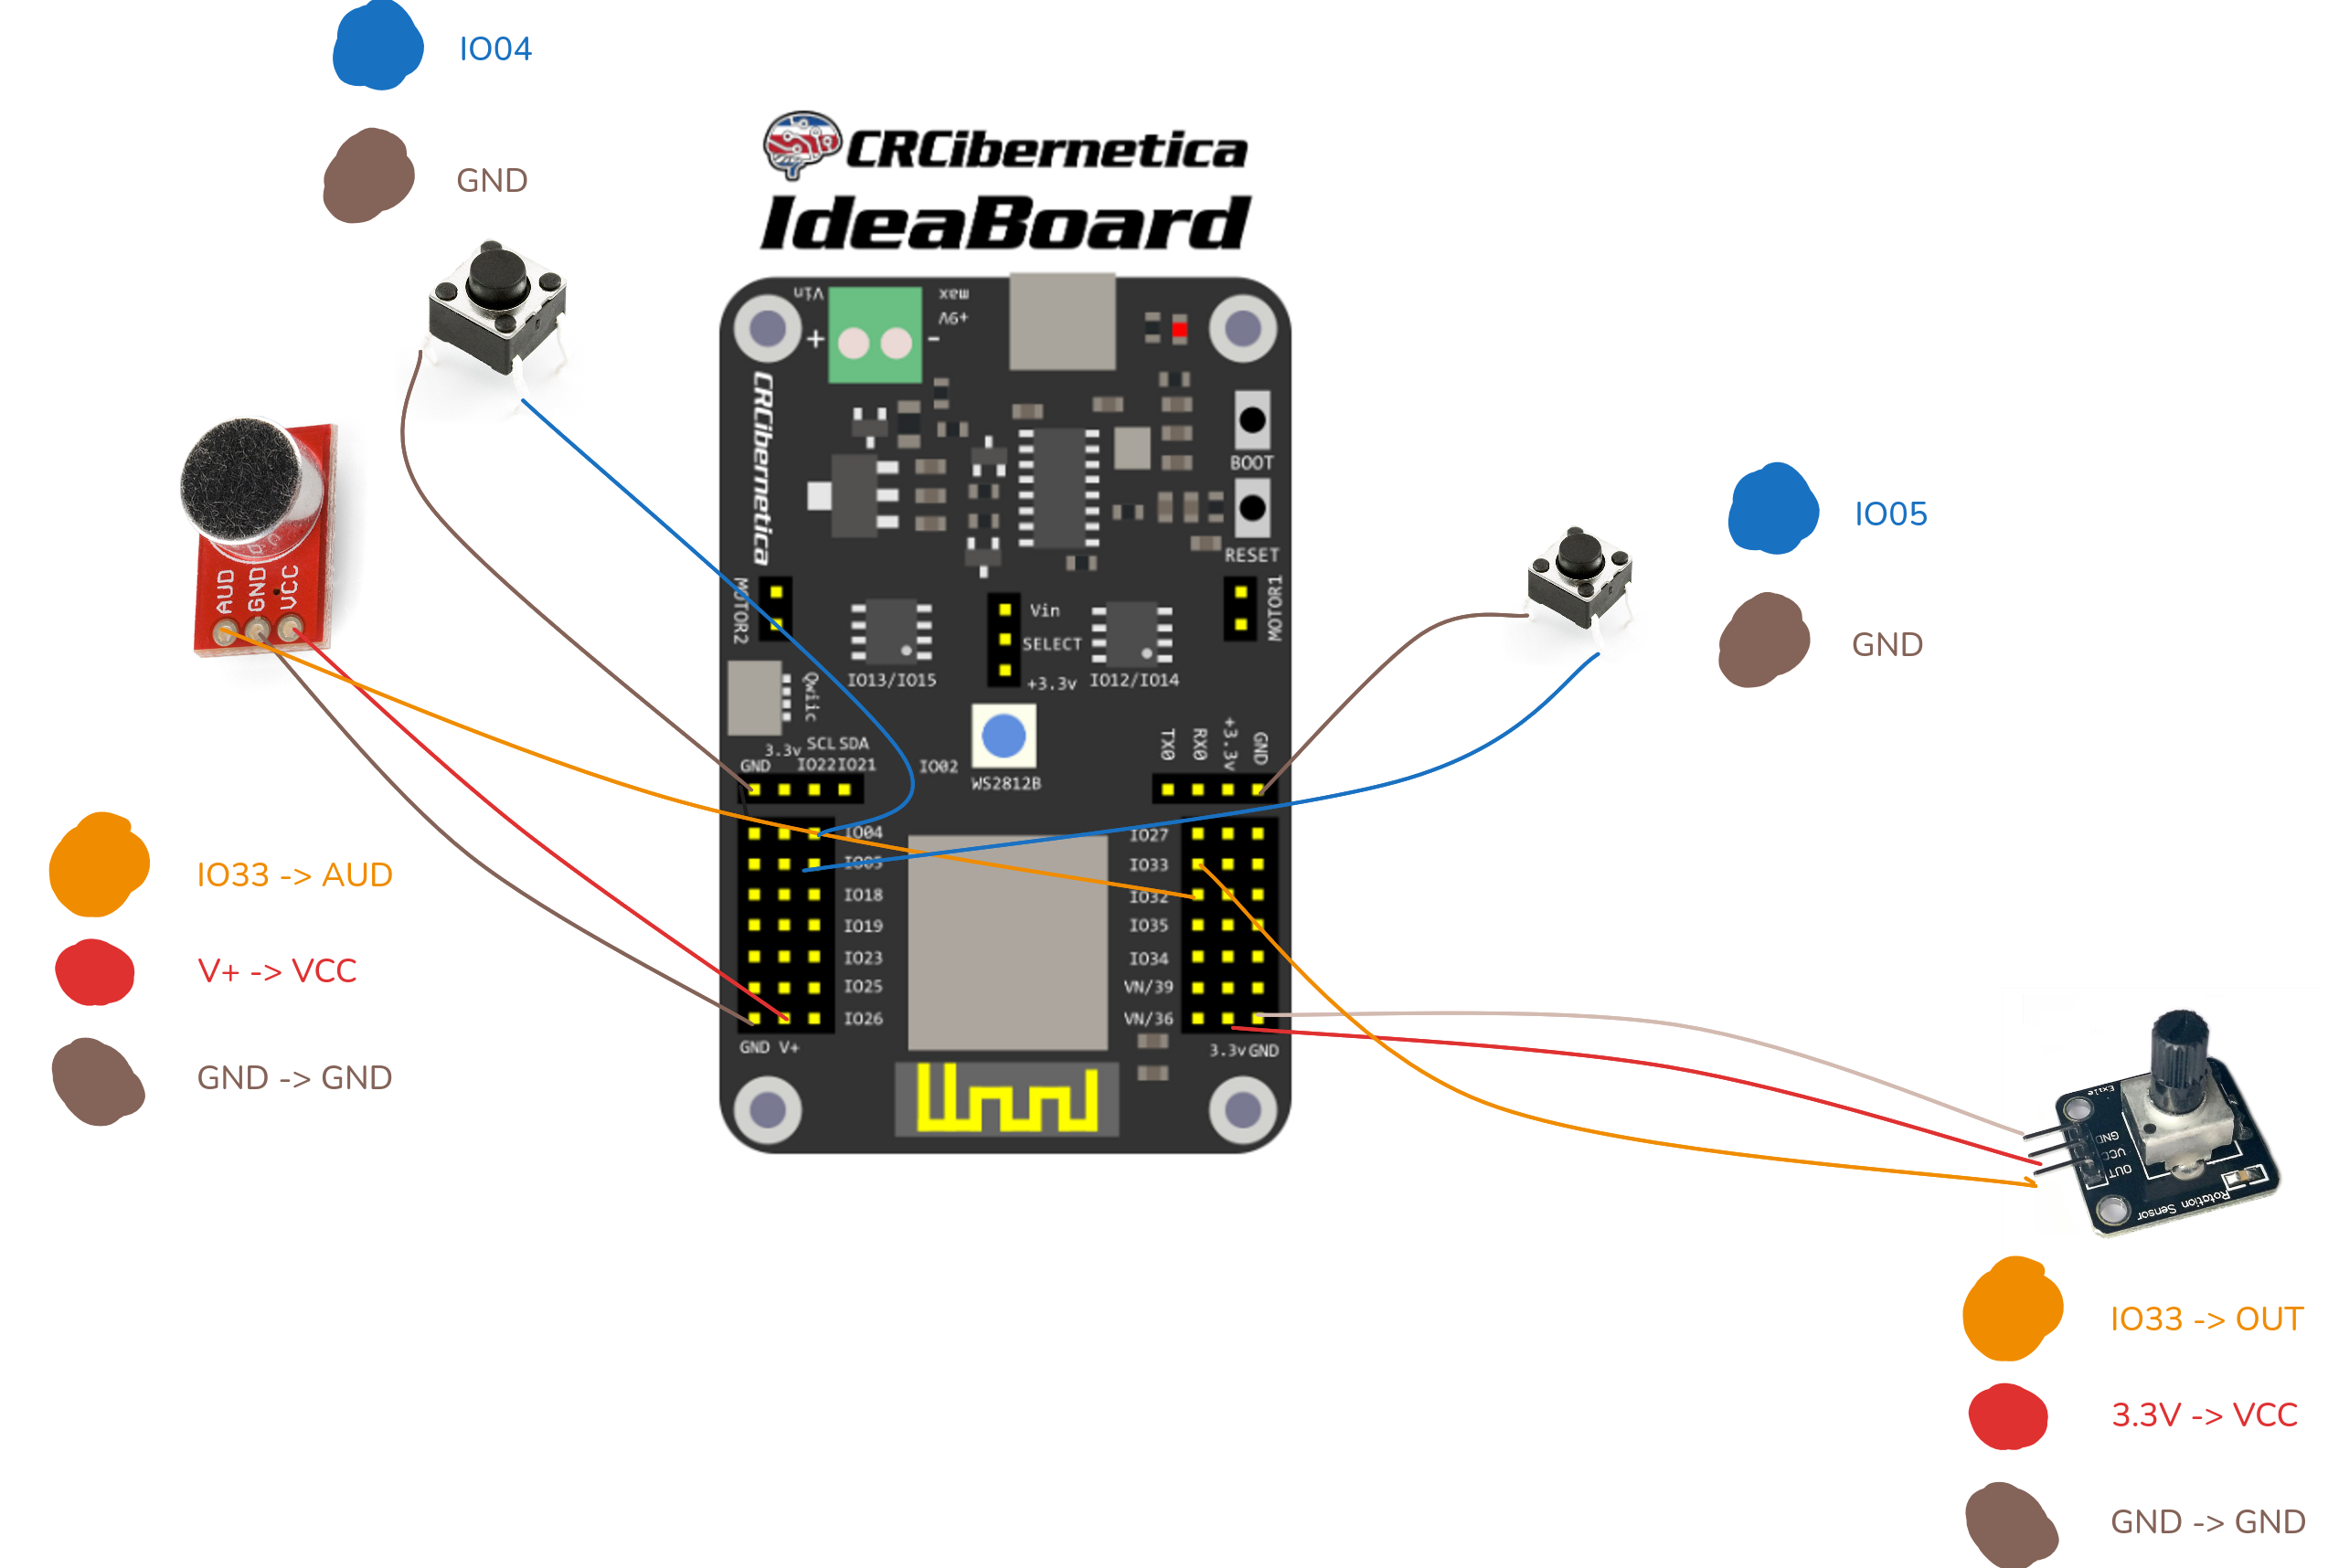 IO04
GND
CRCibernetica
IdeaBoard
Vin
max
+9V
+
-
CRCibernetica
BOOT
RESET
MOTOR2
MOTOR1
Vin
SELECT
+3.3v
IO13/IO15
IO12/IO14
Qwiic
3.3v SCL SDA
GND IO22 IO21
IO02
WS2812B
TX0
RX0
+3.3v
GND
IO04
IO05
IO18
IO19
IO23
IO25
IO26
GND V+
IO27
IO33
IO32
IO35
IO34
VN/39
VN/36
3.3v GND
AUD
GND
VCC
IO33 -> AUD
V+ -> VCC
GND -> GND
IO05
GND
GND
VCC
OUT
Rotation Sensor
IO33 -> OUT
3.3V -> VCC
GND -> GND